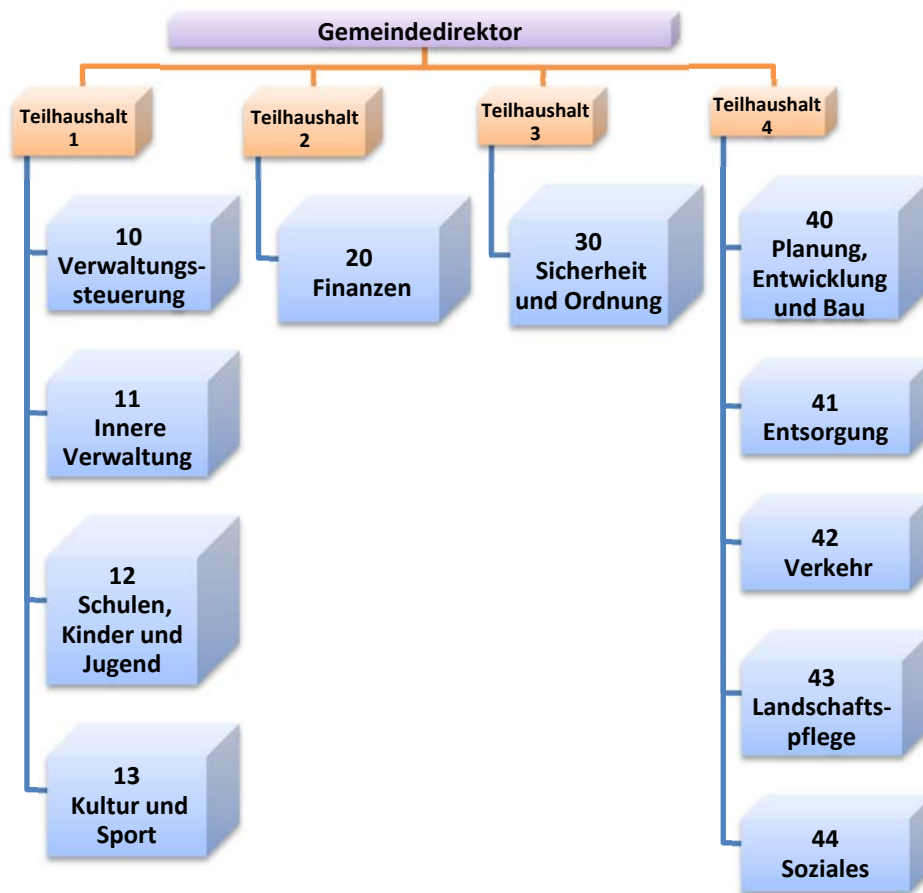 Gemeindedirektor
Teilhaushalt
1
Teilhaushalt
2
Teilhaushalt
3
Teilhaushalt
4
10
Verwaltungs-
steuerung
11
Innere
Verwaltung
12
Schulen,
Kinder und
Jugend
13
Kultur und
Sport
20
Finanzen
30
Sicherheit
und Ordnung
40
Planung,
Entwicklung
und Bau
41
Entsorgung
42
Verkehr
43
Landschafts-
pflege
44
Soziales